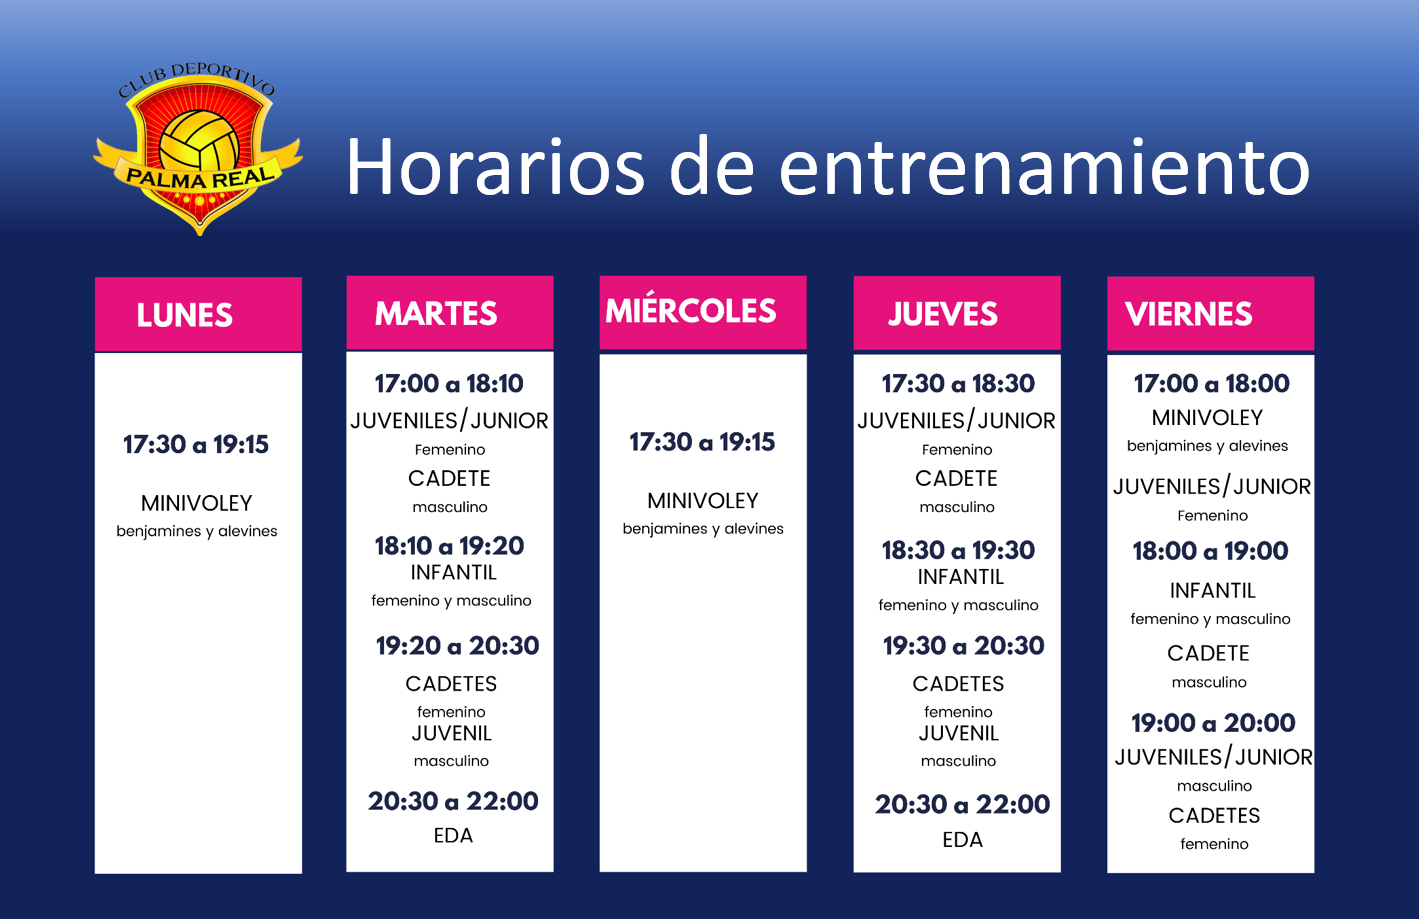 CLUB DEPORTIVO
PALMA REAL
Horarios de entrenamiento
LUNES
17:30 a 19:15
MINIVOLEY
benjamines y alevines
MARTES
17:00 a 18:10
JUVENILES/JUNIOR
Femenino
CADETE
masculino
18:10 a 19:20
INFANTIL
femenino y masculino
19:20 a 20:30
CADETES
femenino
JUVENIL
masculino
20:30 a 22:00
EDA
MIÉRCOLES
17:30 a 19:15
MINIVOLEY
benjamines y alevines
JUEVES
17:30 a 18:30
JUVENILES/JUNIOR
Femenino
CADETE
masculino
18:30 a 19:30
INFANTIL
femenino y masculino
19:30 a 20:30
CADETES
femenino
JUVENIL
masculino
20:30 a 22:00
EDA
VIERNES
17:00 a 18:00
MINIVOLEY
benjamines y alevines
JUVENILES/JUNIOR
Femenino
18:00 a 19:00
INFANTIL
femenino y masculino
CADETE
masculino
19:00 a 20:00
JUVENILES/JUNIOR
masculino
CADETES
femenino